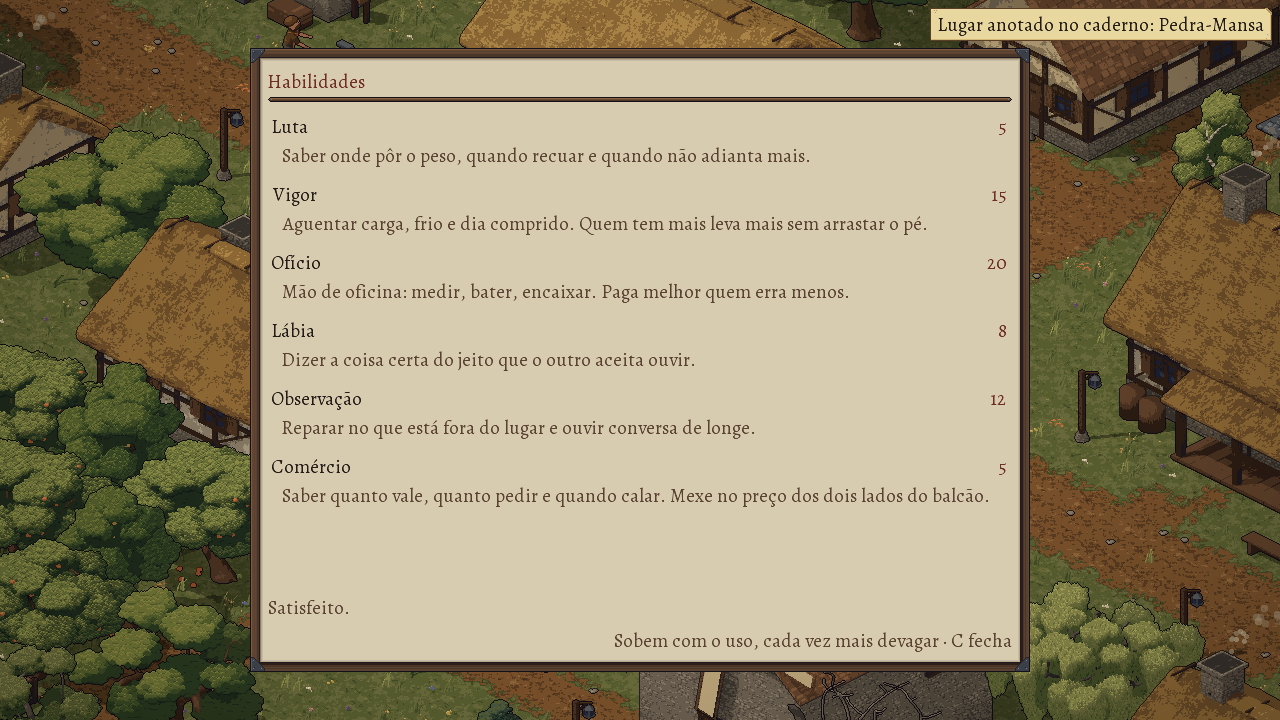 Lugar anotado no caderno: Pedra-Mansa
Habilidades
Luta 5
Saber onde pôr o peso, quando recuar e quando não adianta mais.
Vigor 15
Aguentar carga, frio e dia comprido. Quem tem mais leva mais sem arrastar o pé.
Ofício 20
Mão de oficina: medir, bater, encaixar. Paga melhor quem erra menos.
Lábia 8
Dizer a coisa certa do jeito que o outro aceita ouvir.
Observação 12
Reparar no que está fora do lugar e ouvir conversa de longe.
Comércio 5
Saber quanto vale, quanto pedir e quando calar. Mexe no preço dos dois lados do balcão.
Satisfeito.
Sobem com o uso, cada vez mais devagar · C fecha